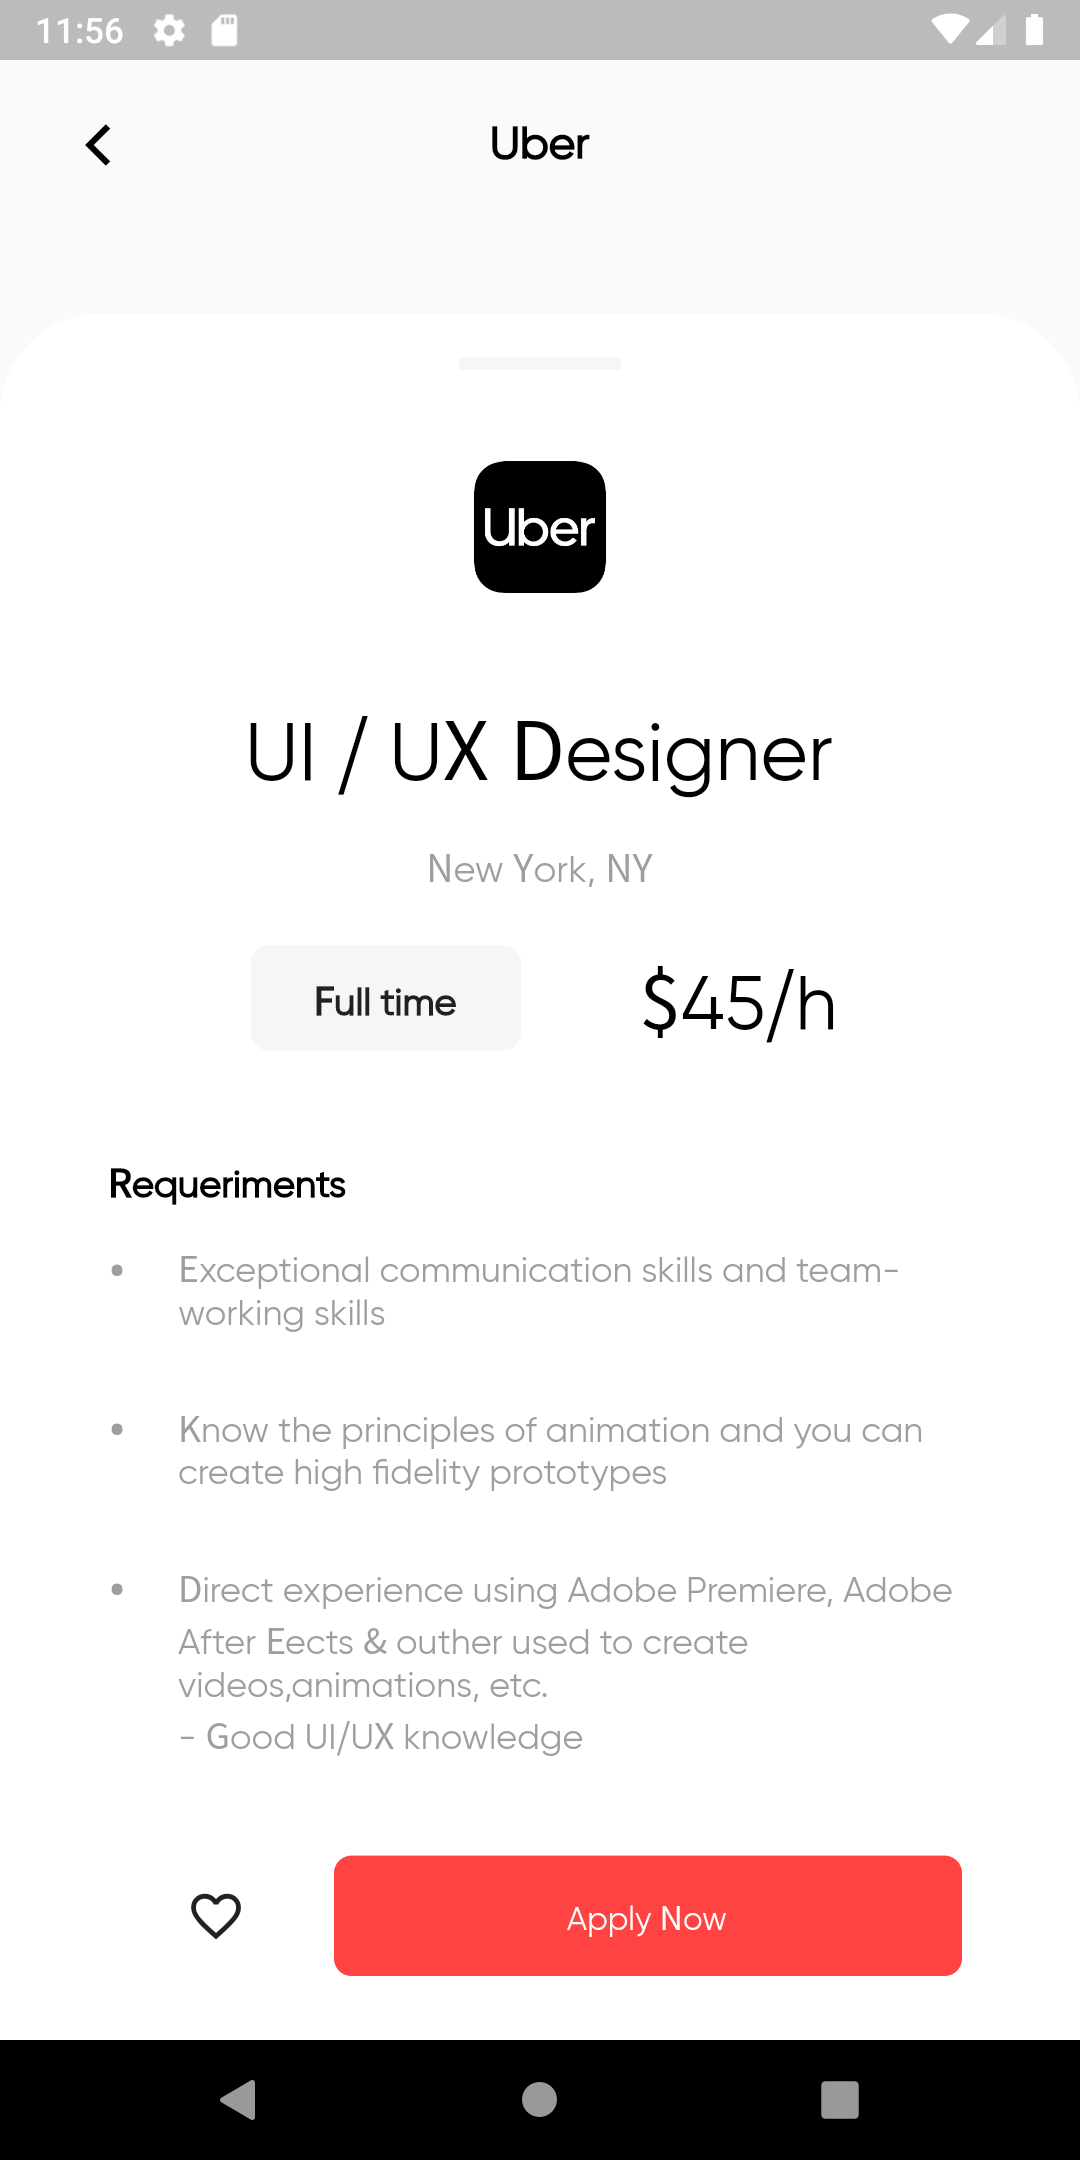 11:56
Uber
Uber
UI / UX Designer
New York, NY
Full time
$45/h
Requeriments
• Exceptional communication skills and team-
working skills
• Know the principles of animation and you can
create high fidelity prototypes
• Direct experience using Adobe Premiere, Adobe
After Eects & outher used to create
videos,animations, etc.
- Good UI/UX knowledge
Apply Now